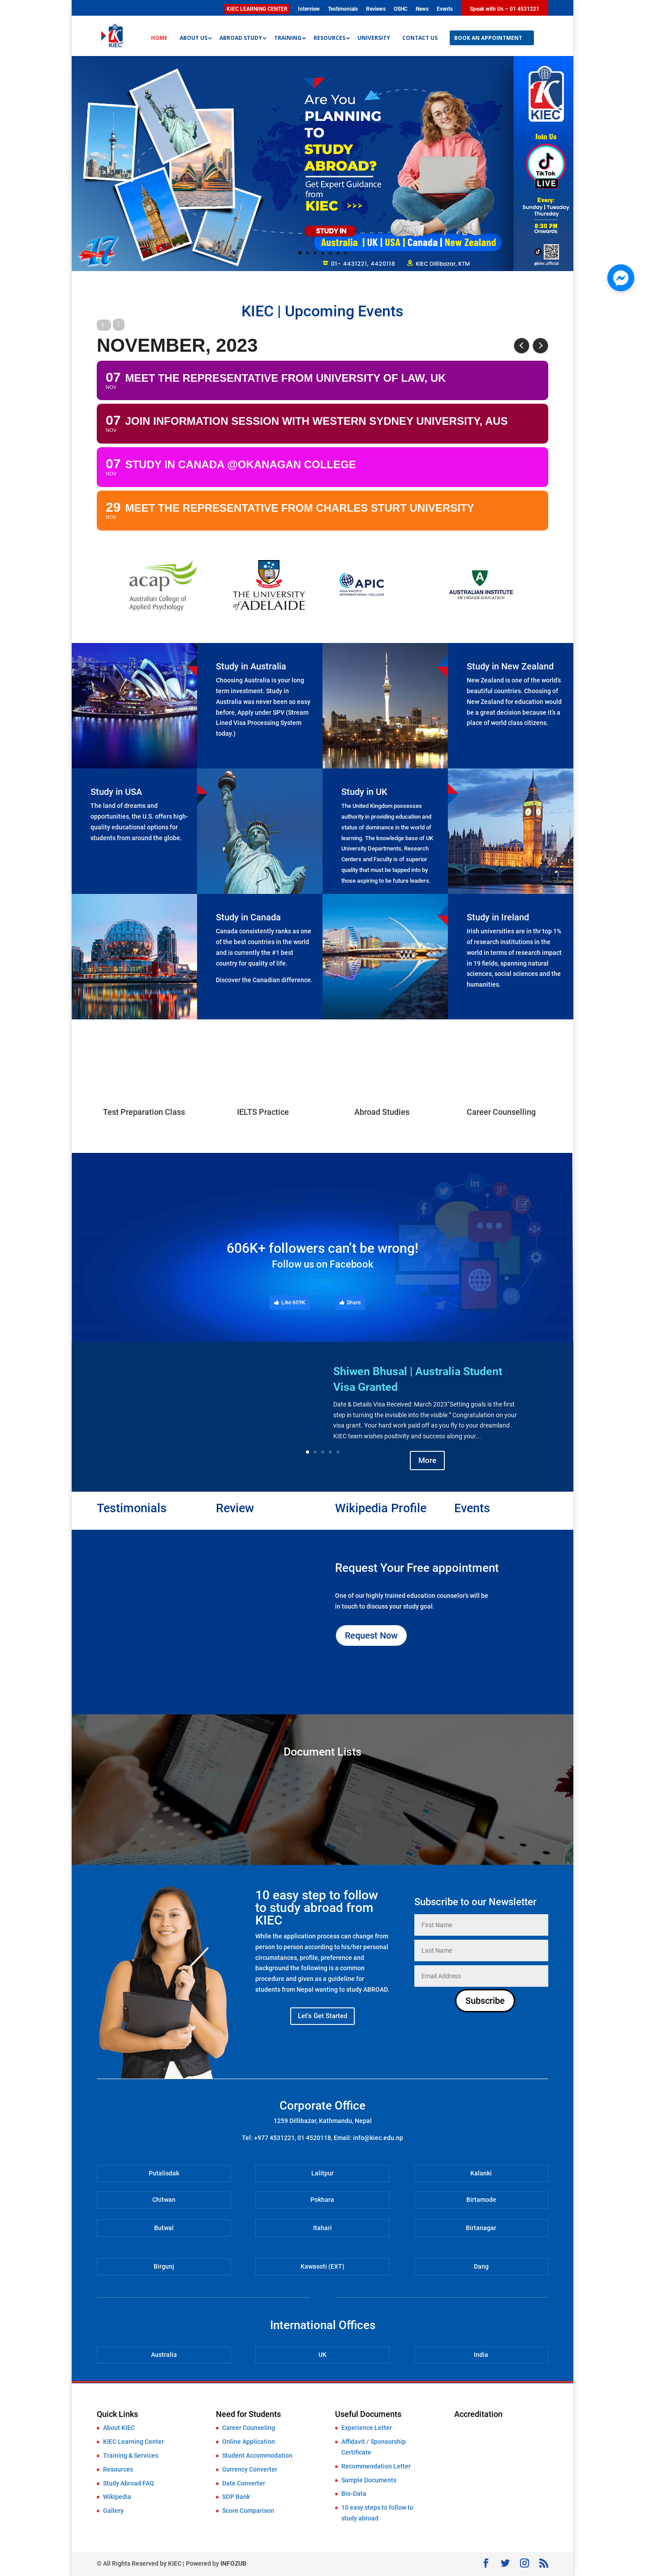 KIEC LEARNING CENTER Interview Testimonials Reviews OSHC News Events Speak with Us – 01 4531221
KIEC
HOME ABOUT US ABROAD STUDY TRAINING RESOURCES UNIVERSITY CONTACT US BOOK AN APPOINTMENT
Are You
PLANNING
TO
STUDY
ABROAD?
Get Expert Guidance
from
KIEC >>>
STUDY IN
Australia | UK | USA | Canada | New Zealand
01- 4431221, 4420118 KIEC Dillibazar, KTM
17
KIEC
Join Us
TikTok
LIVE
Every:
Sunday | Tuesday
Thursday
8:30 PM
Onwards
@kiec.official
KIEC | Upcoming Events
NOVEMBER, 2023
07 NOV MEET THE REPRESENTATIVE FROM UNIVERSITY OF LAW, UK
07 NOV JOIN INFORMATION SESSION WITH WESTERN SYDNEY UNIVERSITY, AUS
07 NOV STUDY IN CANADA @OKANAGAN COLLEGE
29 NOV MEET THE REPRESENTATIVE FROM CHARLES STURT UNIVERSITY
acap
Australian College of
Applied Psychology
THE UNIVERSITY
of ADELAIDE
APIC
ASIA PACIFIC
INTERNATIONAL COLLEGE
AUSTRALIAN INSTITUTE
OF HIGHER EDUCATION
Study in Australia
Choosing Australia is your long
term investment. Study in
Australia was never been so easy
before, Apply under SPV (Stream
Lined Visa Processing System
today.)
Study in New Zealand
New Zealand is one of the world's
beautiful countries. Choosing of
New Zealand for education would
be a great decision because it's a
place of world class citizens.
Study in USA
The land of dreams and
opportunities, the U.S. offers high-
quality educational options for
students from around the globe.
Study in UK
The United Kingdom possesses
authority in providing education and
status of dominance in the world of
learning. The knowledge base of UK
University Departments, Research
Centers and Faculty is of superior
quality that must be tapped into by
those aspiring to be future leaders.
Study in Canada
Canada consistently ranks as one
of the best countries in the world
and is currently the #1 best
country for quality of life.
Discover the Canadian difference.
Study in Ireland
Irish universities are in thr top 1%
of research institutions in the
world in terms of research impact
in 19 fields, spanning natural
sciences, social sciences and the
humanities.
Test Preparation Class IELTS Practice Abroad Studies Career Counselling
606K+ followers can't be wrong!
Follow us on Facebook
Like 609K Share
Shiwen Bhusal | Australia Student
Visa Granted
Date & Details Visa Received: March 2023"Setting goals is the first
step in turning the invisible into the visible." Congratulation on your
visa grant. Your hard work paid off as you fly to your dreamland .
KIEC team wishes positivity and success along your...
More
Testimonials Review Wikipedia Profile Events
Request Your Free appointment
One of our highly trained education counselor's will be
in touch to discuss your study goal.
Request Now
Document Lists
10 easy step to follow
to study abroad from
KIEC
While the application process can change from
person to person according to his/her personal
circumstances, profile, preference and
background the following is a common
procedure and given as a guideline for
students from Nepal wanting to study ABROAD.
Let's Get Started
Subscribe to our Newsletter
First Name
Last Name
Email Address
Subscribe
Corporate Office
1259 Dillibazar, Kathmandu, Nepal
Tel: +977 4531221, 01 4520118, Email: info@kiec.edu.np
Putalisdak Lalitpur Kalanki
Chitwan Pokhara Birtamode
Butwal Itahari Birtanagar
Birgunj Kawasoti (EXT) Dang
International Offices
Australia UK India
Quick Links
About KIEC
KIEC Learning Center
Training & Services
Resources
Study Abroad FAQ
Wikipedia
Gallery
Need for Students
Career Counseling
Online Application
Student Accommodation
Currency Converter
Date Converter
SOP Bank
Score Comparison
Useful Documents
Experience Letter
Affidavit / Sponsorship
Certificate
Recommendation Letter
Sample Documents
Bio-Data
10 easy steps to follow to
study abroad
Accreditation
© All Rights Reserved by KIEC | Powered by INFOZUB